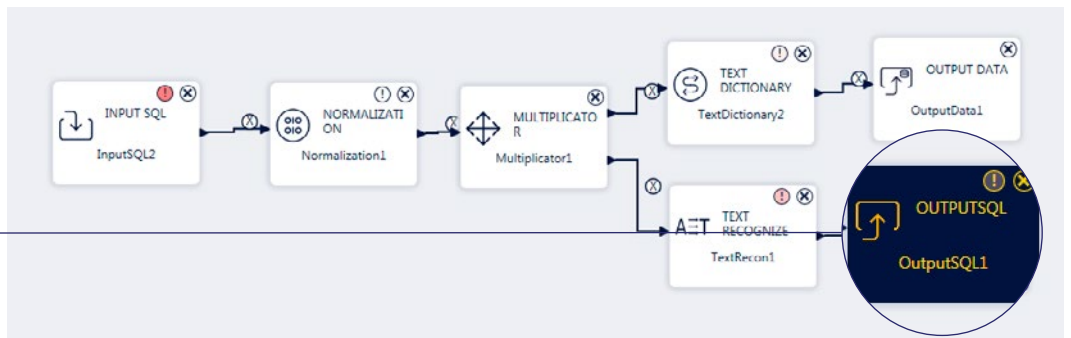 INPUT SQL
InputSQL2
NORMALIZATI
ON
Normalization1
MULTIPLICATO
R
Multiplicator1
TEXT
DICTIONARY
TextDictionary2
OUTPUT DATA
OutputData1
A T TEXT
RECOGNIZE
TextRecon1
OUTPUTSQL
OutputSQL1